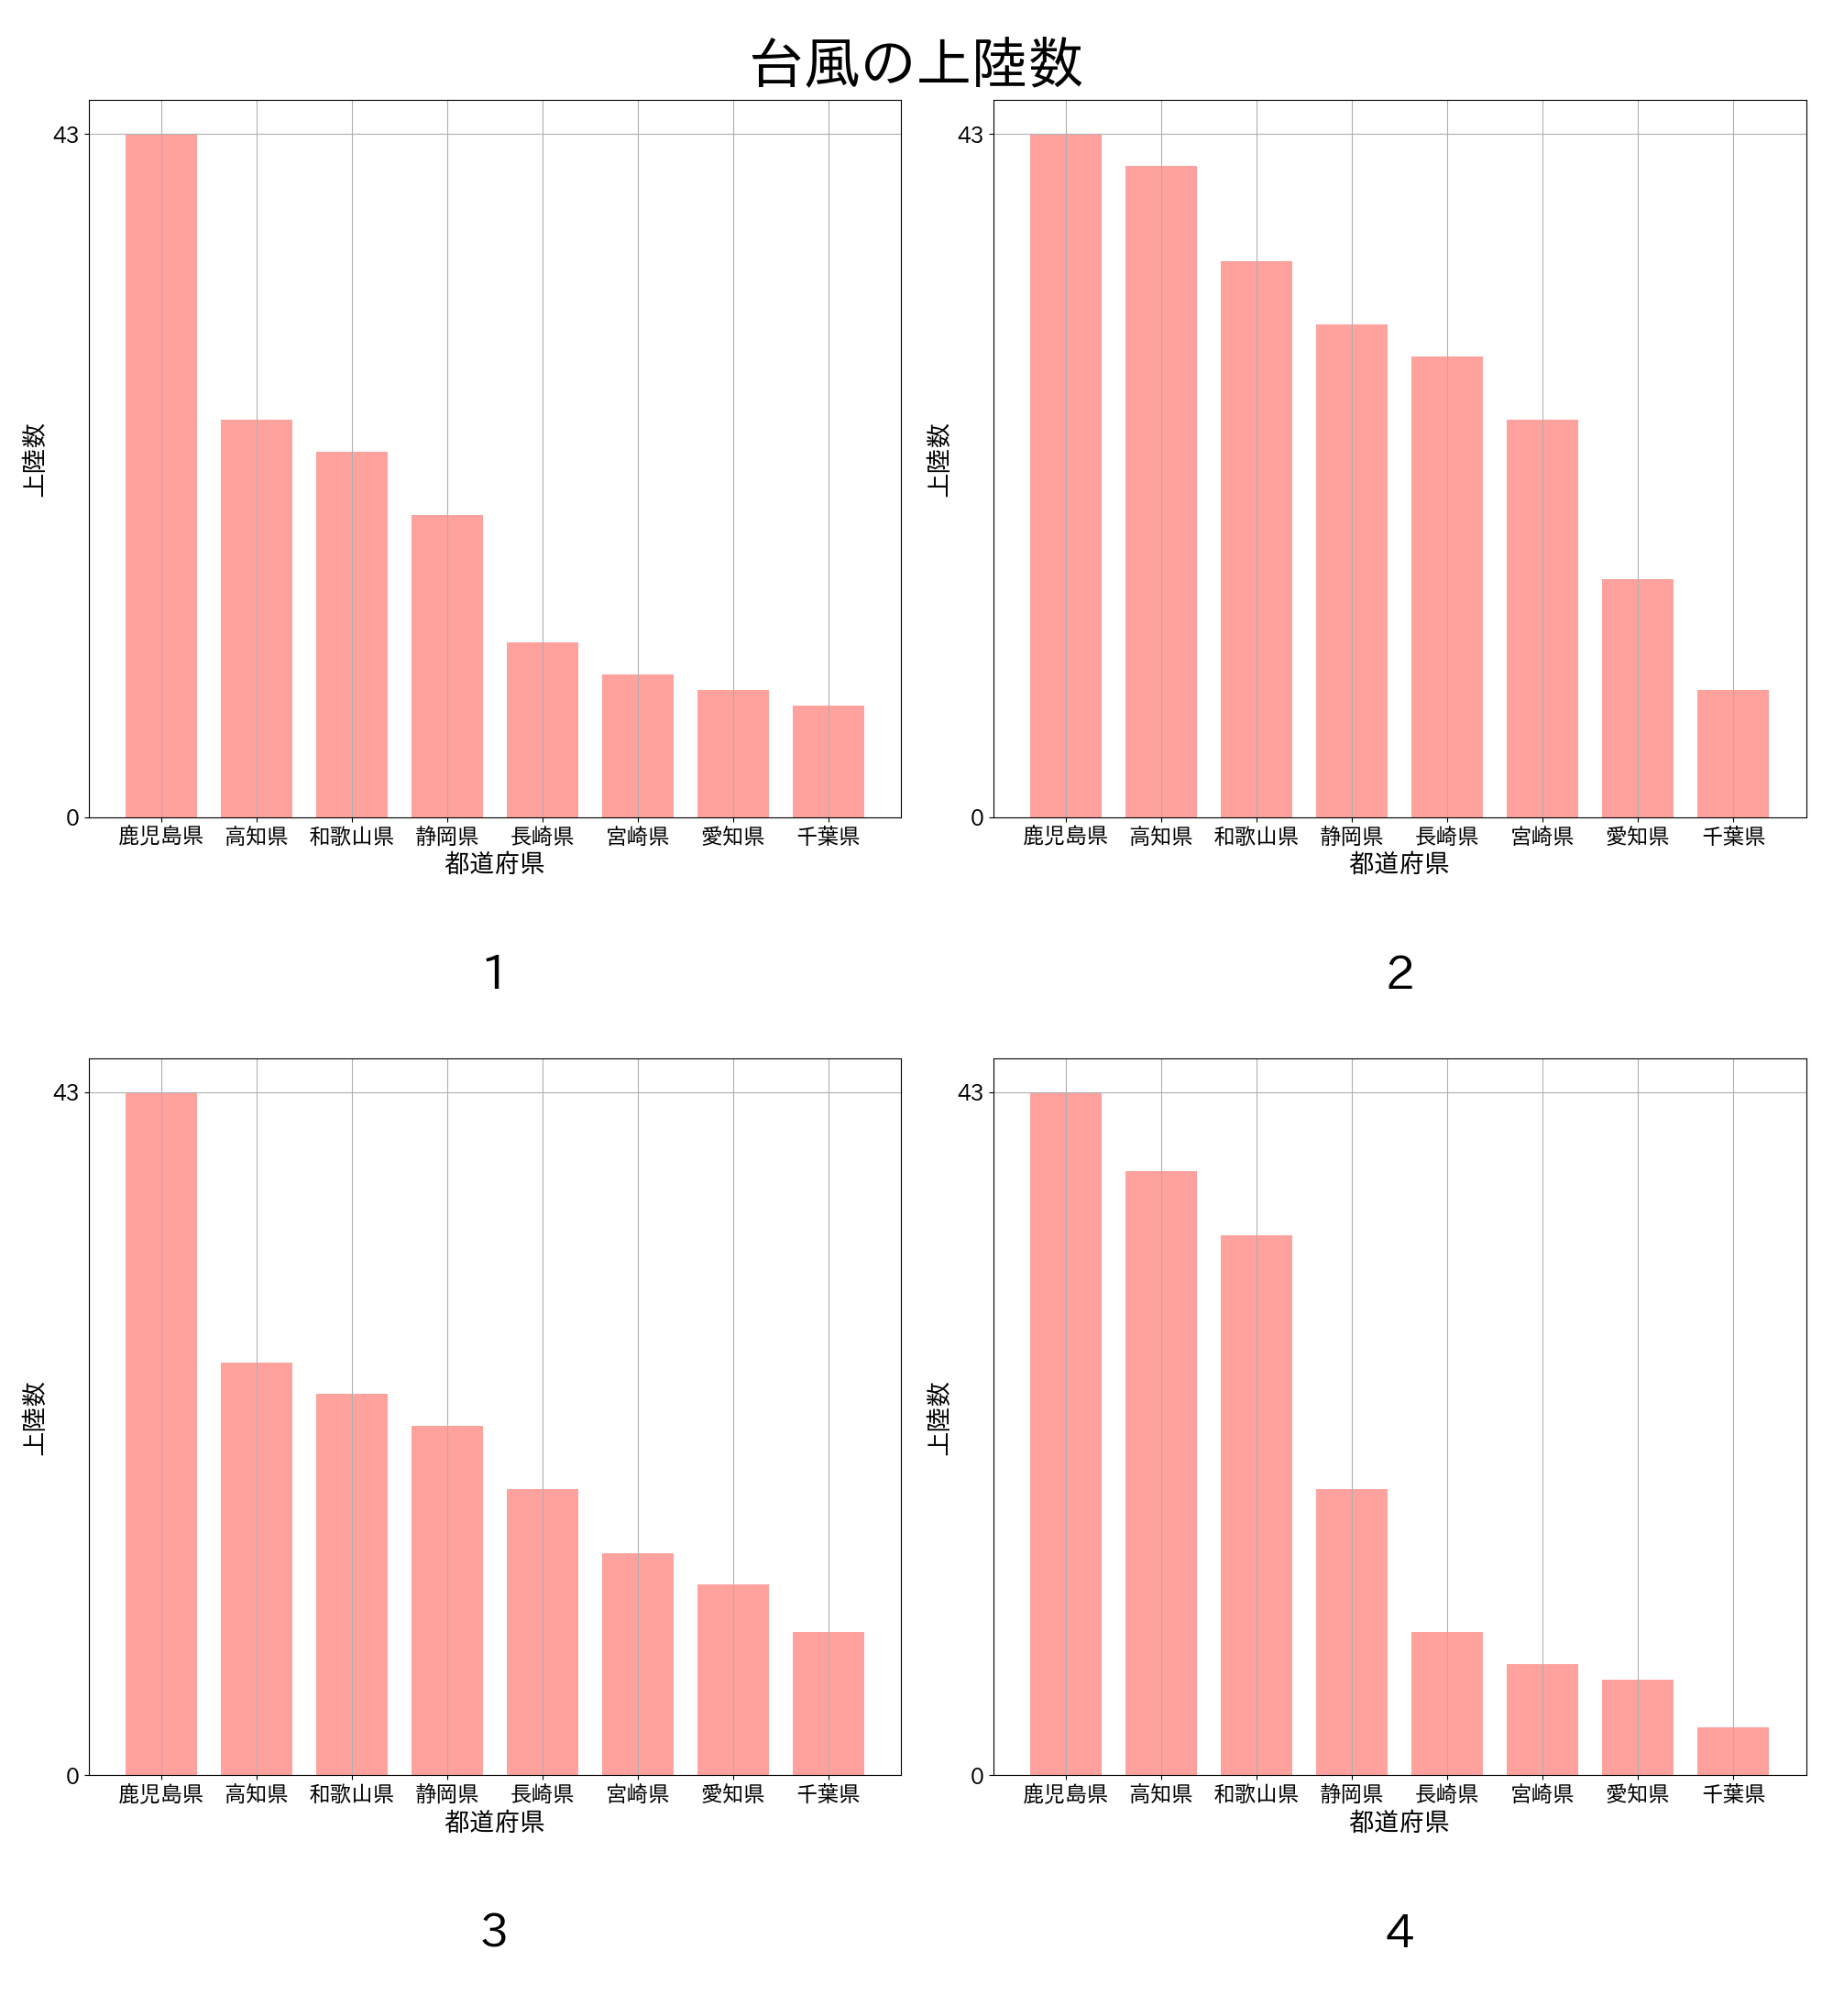 台風の上陸数
43
0
上陸数
鹿児島県 高知県 和歌山県 静岡県 長崎県 宮崎県 愛知県 千葉県
都道府県
1
43
0
上陸数
鹿児島県 高知県 和歌山県 静岡県 長崎県 宮崎県 愛知県 千葉県
都道府県
2
43
0
上陸数
鹿児島県 高知県 和歌山県 静岡県 長崎県 宮崎県 愛知県 千葉県
都道府県
3
43
0
上陸数
鹿児島県 高知県 和歌山県 静岡県 長崎県 宮崎県 愛知県 千葉県
都道府県
4